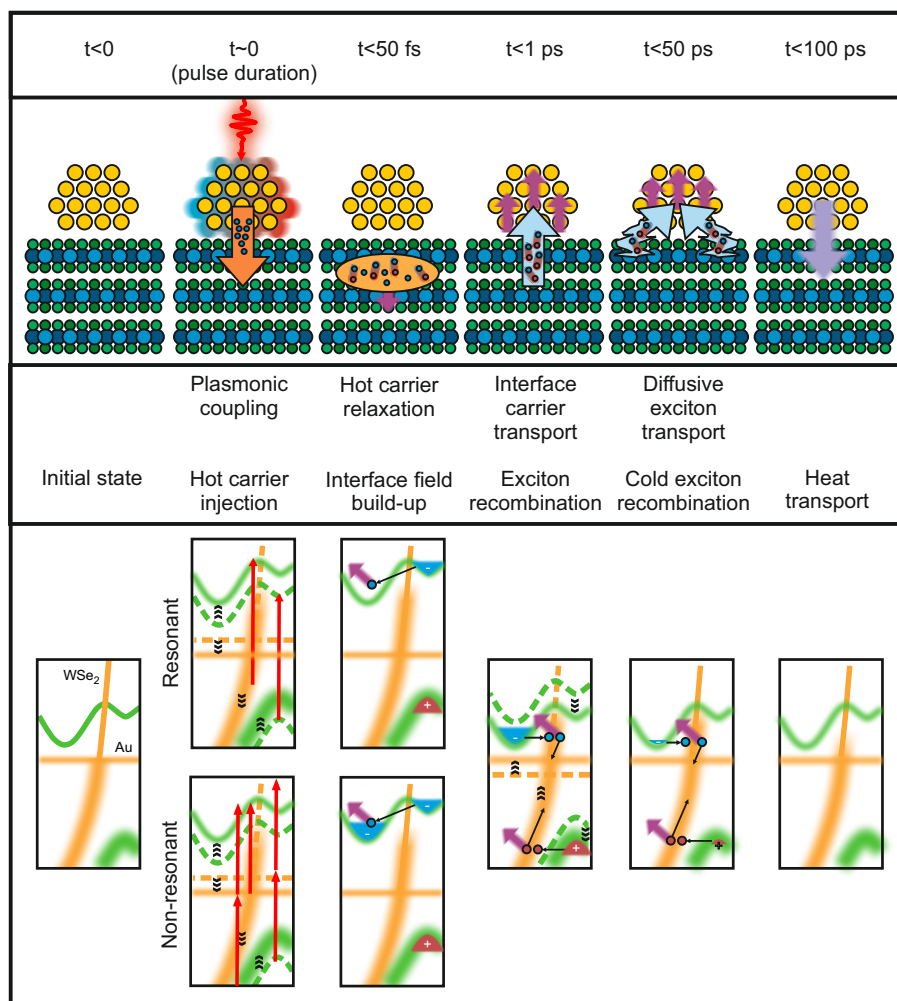 t<0
t~0
(pulse duration)
t<50 fs
t<1 ps
t<50 ps
t<100 ps
Initial state
Plasmonic
coupling
Hot carrier
injection
Hot carrier
relaxation
Interface field
build-up
Interface
carrier
transport
Exciton
recombination
Diffusive
exciton
transport
Cold exciton
recombination
Heat
transport
WSe₂
Au
Resonant
Non-resonant
-
+
-
-
+
-
+
-
+